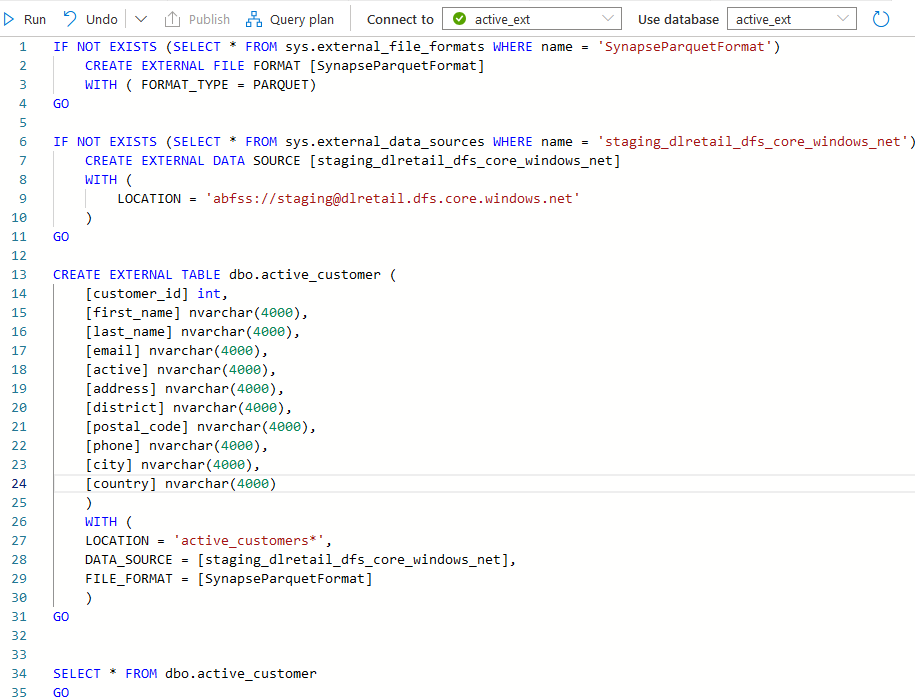 Run Undo Publish Query plan Connect to active_ext Use database active_ext
1 IF NOT EXISTS (SELECT * FROM sys.external_file_formats WHERE name = 'SynapseParquetFormat')
2 CREATE EXTERNAL FILE FORMAT [SynapseParquetFormat]
3 WITH ( FORMAT_TYPE = PARQUET)
4 GO
5
6 IF NOT EXISTS (SELECT * FROM sys.external_data_sources WHERE name = 'staging_dlretail_dfs_core_windows_net')
7 CREATE EXTERNAL DATA SOURCE [staging_dlretail_dfs_core_windows_net]
8 WITH (
9 LOCATION = 'abfss://staging@dlretail.dfs.core.windows.net'
10 )
11 GO
12
13 CREATE EXTERNAL TABLE dbo.active_customer (
14 [customer_id] int,
15 [first_name] nvarchar(4000),
16 [last_name] nvarchar(4000),
17 [email] nvarchar(4000),
18 [active] nvarchar(4000),
19 [address] nvarchar(4000),
20 [district] nvarchar(4000),
21 [postal_code] nvarchar(4000),
22 [phone] nvarchar(4000),
23 [city] nvarchar(4000),
24 [country] nvarchar(4000)
25 )
26 WITH (
27 LOCATION = 'active_customers*',
28 DATA_SOURCE = [staging_dlretail_dfs_core_windows_net],
29 FILE_FORMAT = [SynapseParquetFormat]
30 )
31 GO
32
33
34 SELECT * FROM dbo.active_customer
35 GO